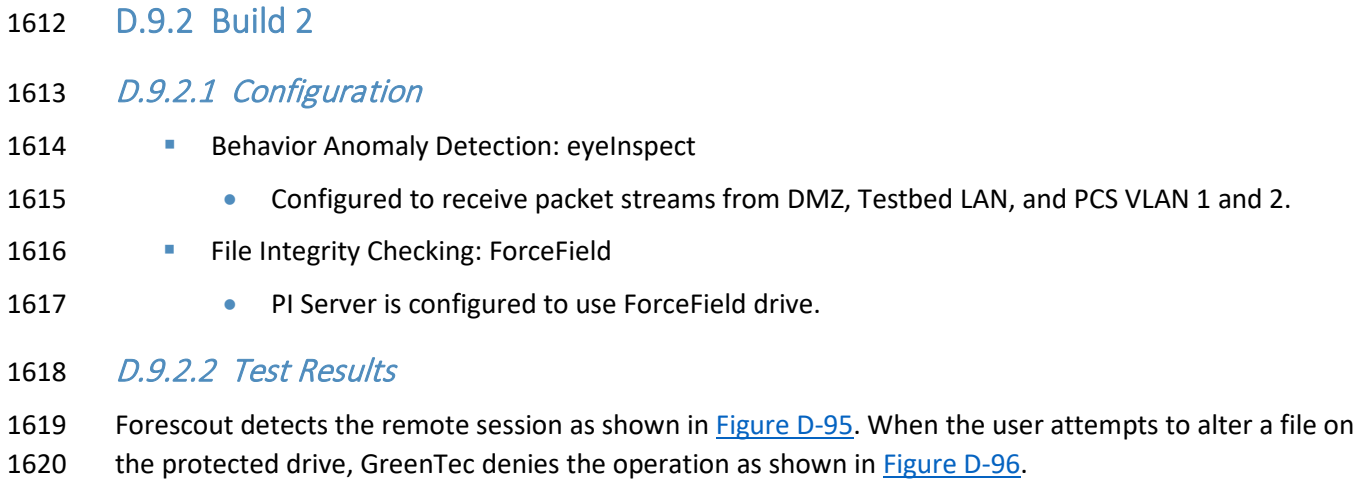 1612 D.9.2 Build 2
1613 D.9.2.1 Configuration
1614 ▪ Behavior Anomaly Detection: eyeInspect
1615 • Configured to receive packet streams from DMZ, Testbed LAN, and PCS VLAN 1 and 2.
1616 ▪ File Integrity Checking: ForceField
1617 • PI Server is configured to use ForceField drive.
1618 D.9.2.2 Test Results
1619 Forescout detects the remote session as shown in Figure D-95. When the user attempts to alter a file on
1620 the protected drive, GreenTec denies the operation as shown in Figure D-96.